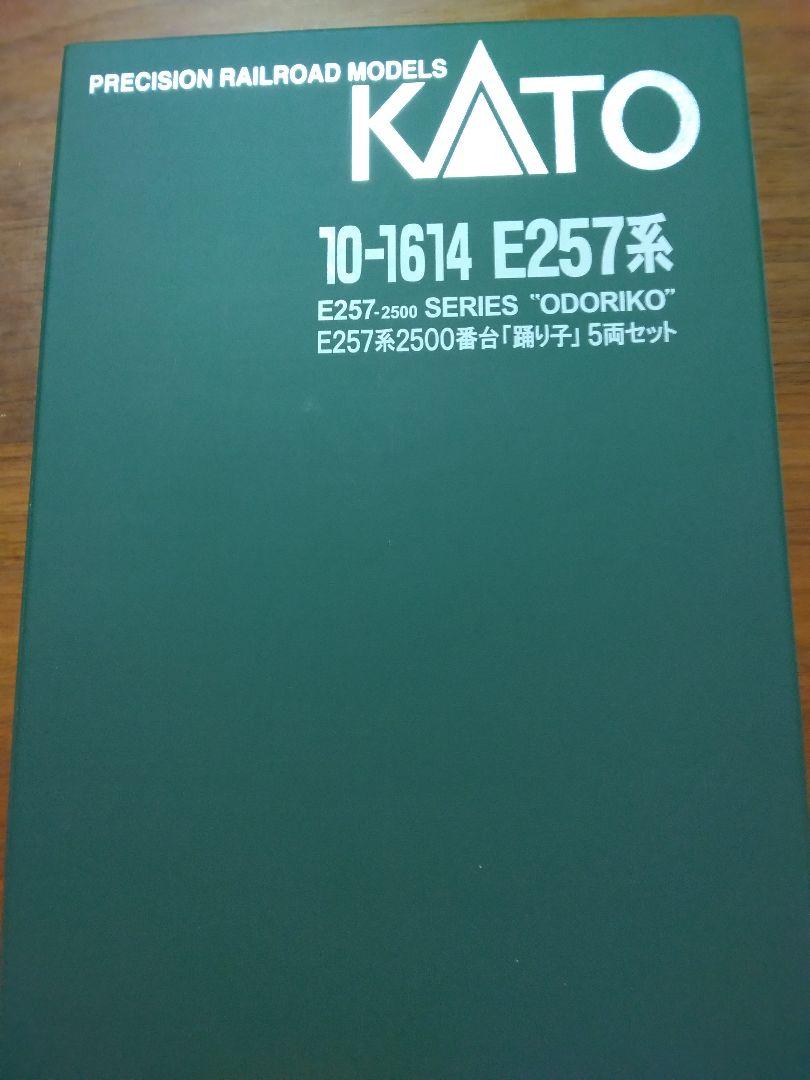 PRECISION RAILROAD MODELS
KATO
10-1614 E257系
E257-2500 SERIES "ODORIKO"
E257系2500番台「踊り子」5両セット